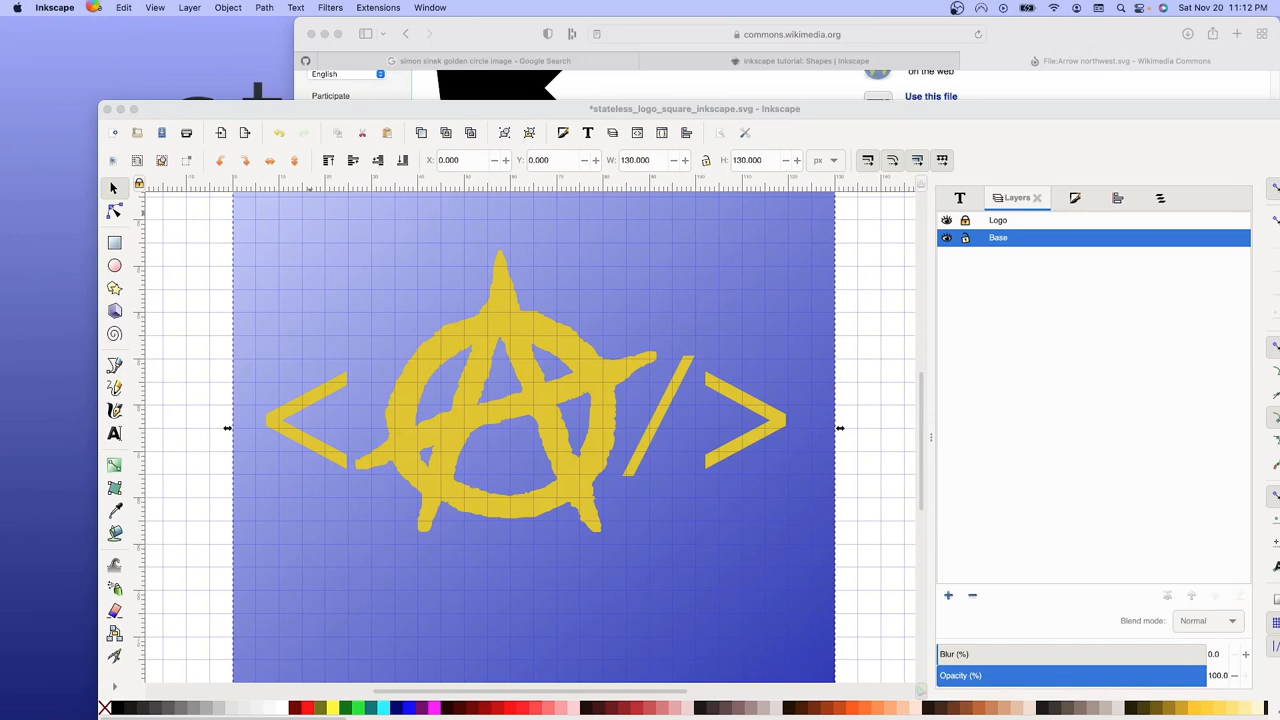 Inkscape Edit View Layer Object Path Text Filters Extensions Window Sat Nov 20 11:12 PM
commons.wikimedia.org
simon sinek golden circle image - Google Search Inkscape tutorial: Shapes | Inkscape File:Arrow northwest.svg - Wikimedia Commons
English on the web
Participate Use this file
*stateless_logo_square_inkscape.svg - Inkscape
X: 0.000 Y: 0.000 W: 130.000 H: 130.000 px
Layers
Logo
Base
< A / >
Blend mode: Normal
Blur (%) 0.0
Opacity (%) 100.0